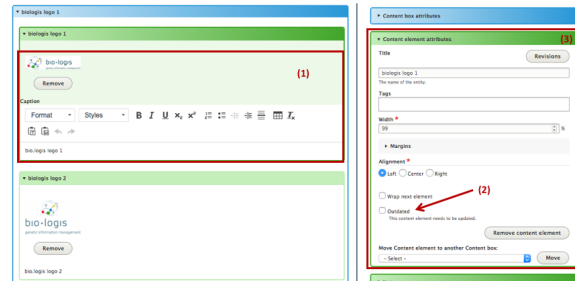 biologis logo 1
biologis logo 1
bio·logis
genetic information management
Remove
(1)
Caption
Format
Styles
B I U x₂ x² Iₓ
bio.logis logo 1
biologis logo 2
bio·logis
genetic information management
Remove
bio.logis logo 2
Content box attributes
Content element attributes
(3)
Title
Revisions
biologis logo 1
The name of the entity.
Tags
Width *
99
%
Margins
Alignment *
Left Center Right
Wrap next element
(2)
Outdated
This content element needs to be updated.
Remove content element
Move Content element to another Content box:
- Select -
Move